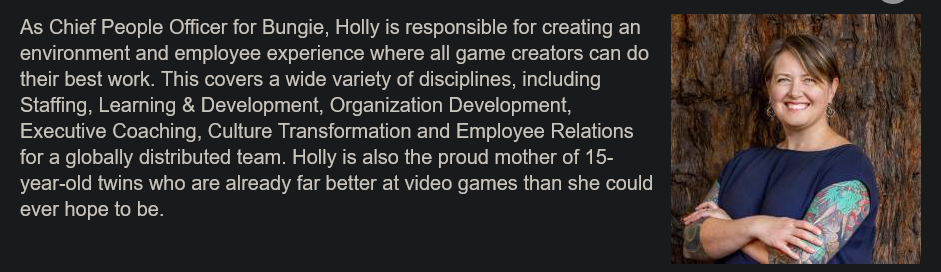 As Chief People Officer for Bungie, Holly is responsible for creating an
environment and employee experience where all game creators can do
their best work. This covers a wide variety of disciplines, including
Staffing, Learning & Development, Organization Development,
Executive Coaching, Culture Transformation and Employee Relations
for a globally distributed team. Holly is also the proud mother of 15-
year-old twins who are already far better at video games than she could
ever hope to be.